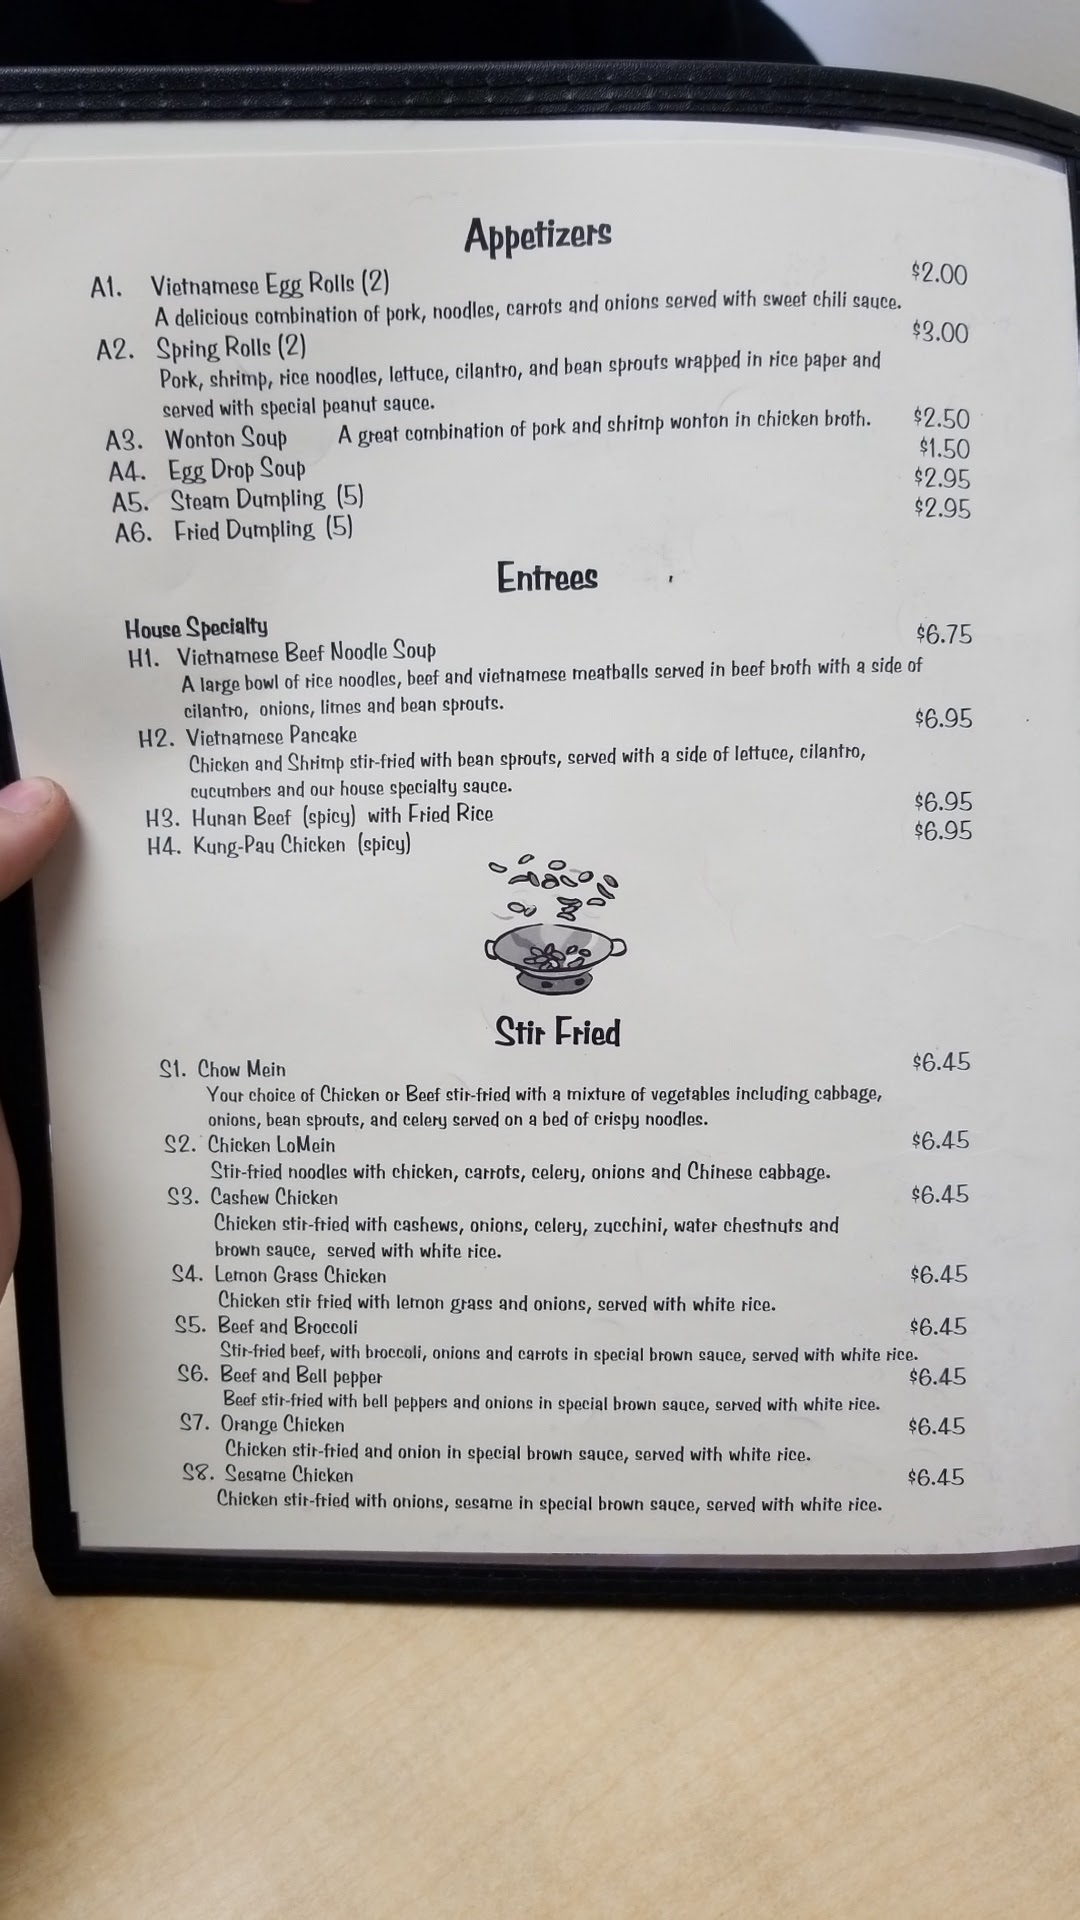 Appetizers
A1. Vietnamese Egg Rolls (2) $2.00
A delicious combination of pork, noodles, carrots and onions served with sweet chili sauce.
A2. Spring Rolls (2) $3.00
Pork, shrimp, rice noodles, lettuce, cilantro, and bean sprouts wrapped in rice paper and
served with special peanut sauce.
A3. Wonton Soup A great combination of pork and shrimp wonton in chicken broth. $2.50
A4. Egg Drop Soup $1.50
A5. Steam Dumpling (5) $2.95
A6. Fried Dumpling (5) $2.95
Entrees
House Specialty
H1. Vietnamese Beef Noodle Soup $6.75
A large bowl of rice noodles, beef and vietnamese meatballs served in beef broth with a side of
cilantro, onions, limes and bean sprouts.
H2. Vietnamese Pancake $6.95
Chicken and Shrimp stir-fried with bean sprouts, served with a side of lettuce, cilantro,
cucumbers and our house specialty sauce.
H3. Hunan Beef (spicy) with Fried Rice $6.95
H4. Kung-Pau Chicken (spicy) $6.95
Stir Fried
S1. Chow Mein $6.45
Your choice of Chicken or Beef stir-fried with a mixture of vegetables including cabbage,
onions, bean sprouts, and celery served on a bed of crispy noodles.
S2. Chicken LoMein $6.45
Stir-fried noodles with chicken, carrots, celery, onions and Chinese cabbage.
S3. Cashew Chicken $6.45
Chicken stir-fried with cashews, onions, celery, zucchini, water chestnuts and
brown sauce, served with white rice.
S4. Lemon Grass Chicken $6.45
Chicken stir fried with lemon grass and onions, served with white rice.
S5. Beef and Broccoli $6.45
Stir-fried beef, with broccoli, onions and carrots in special brown sauce, served with white rice.
S6. Beef and Bell pepper $6.45
Beef stir-fried with bell peppers and onions in special brown sauce, served with white rice.
S7. Orange Chicken $6.45
Chicken stir-fried and onion in special brown sauce, served with white rice.
S8. Sesame Chicken $6.45
Chicken stir-fried with onions, sesame in special brown sauce, served with white rice.